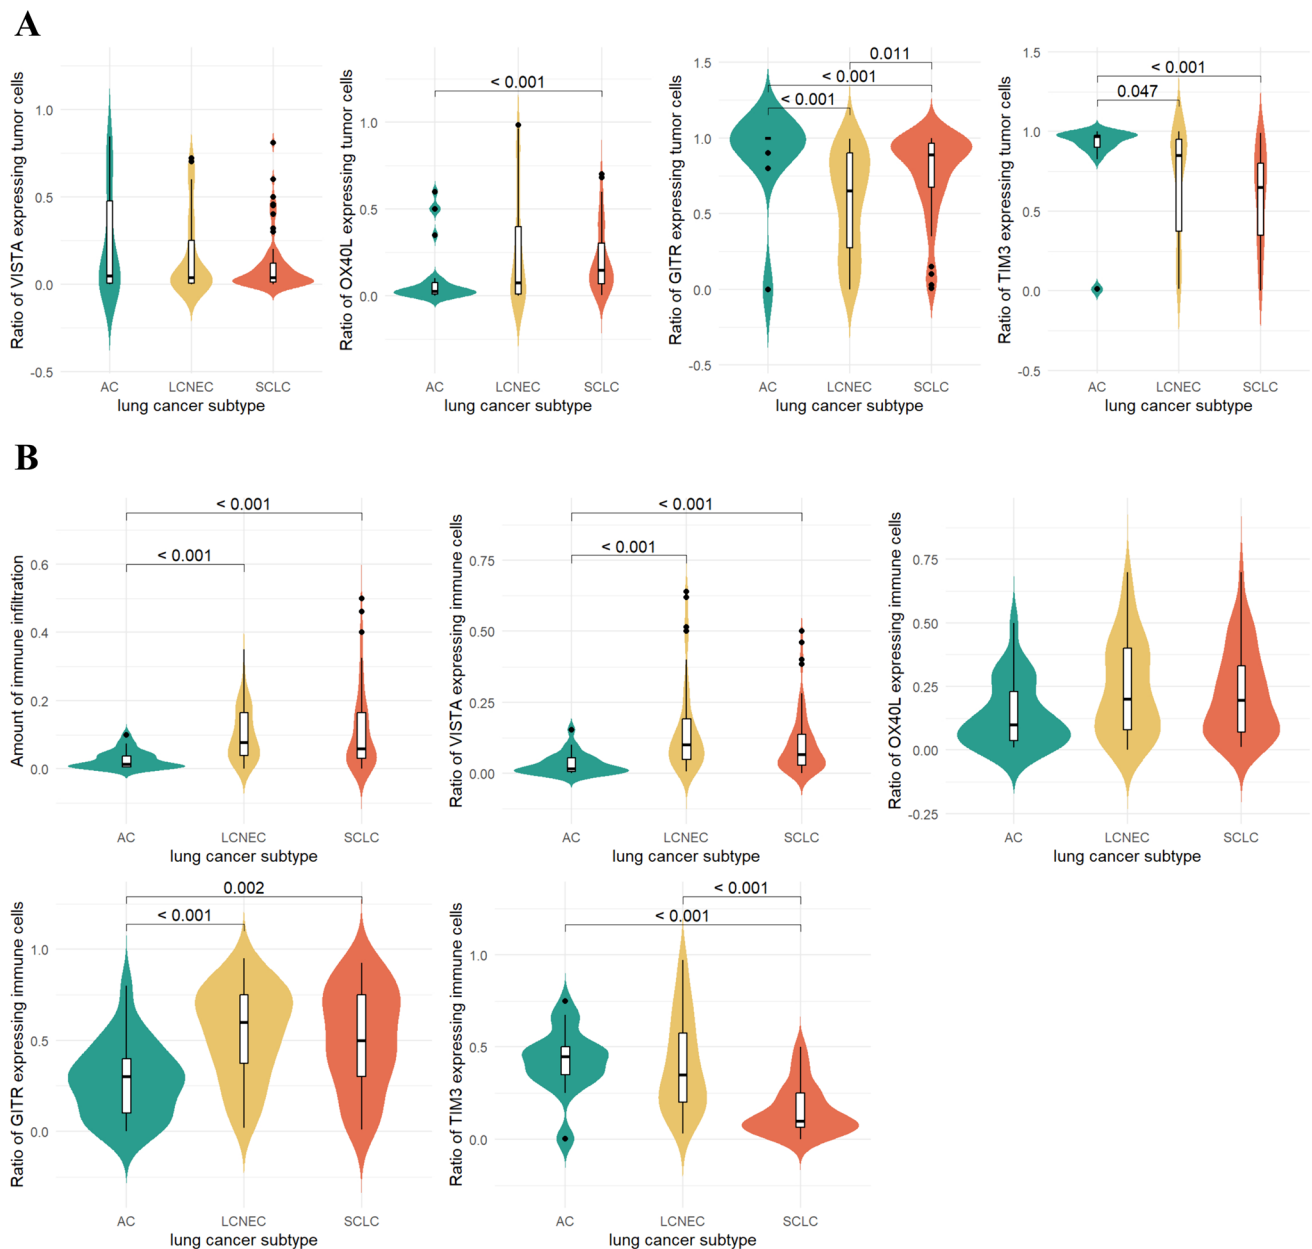 A
Ratio of VISTA expressing tumor cells
1.0
0.5
0.0
-0.5
AC LCNEC SCLC
lung cancer subtype
Ratio of OX40L expressing tumor cells
< 0.001
1.0
0.5
0.0
AC LCNEC SCLC
lung cancer subtype
Ratio of GITR expressing tumor cells
0.011
< 0.001
< 0.001
1.5
1.0
0.5
0.0
-0.5
AC LCNEC SCLC
lung cancer subtype
Ratio of TIM3 expressing tumor cells
< 0.001
0.047
1.5
1.0
0.5
0.0
-0.5
AC LCNEC SCLC
lung cancer subtype
B
Amount of immune infiltration
< 0.001
< 0.001
0.6
0.4
0.2
0.0
AC LCNEC SCLC
lung cancer subtype
Ratio of VISTA expressing immune cells
< 0.001
< 0.001
0.75
0.50
0.25
0.00
AC LCNEC SCLC
lung cancer subtype
Ratio of OX40L expressing immune cells
0.75
0.50
0.25
0.00
-0.25
AC LCNEC SCLC
lung cancer subtype
Ratio of GITR expressing immune cells
0.002
< 0.001
1.0
0.5
0.0
AC LCNEC SCLC
lung cancer subtype
Ratio of TIM3 expressing immune cells
< 0.001
< 0.001
1.0
0.5
0.0
AC LCNEC SCLC
lung cancer subtype